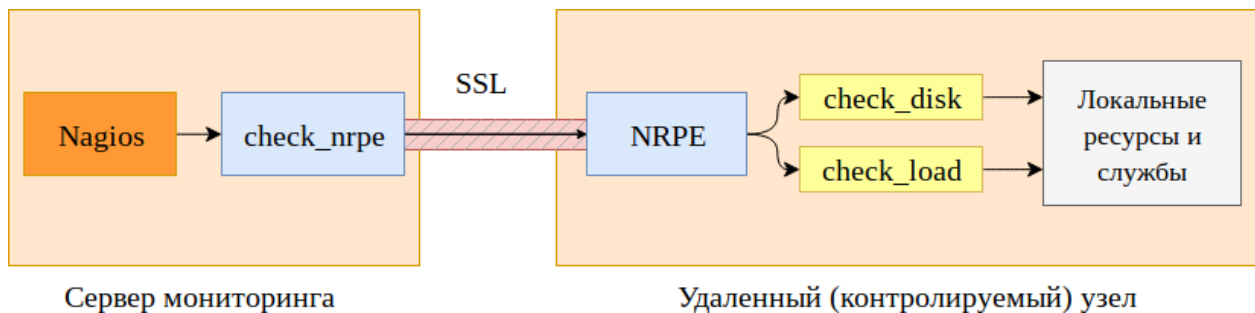 SSL
Nagios
check_nrpe
NRPE
check_disk
check_load
Локальные
ресурсы и
службы
Сервер мониторинга
Удаленный (контролируемый) узел